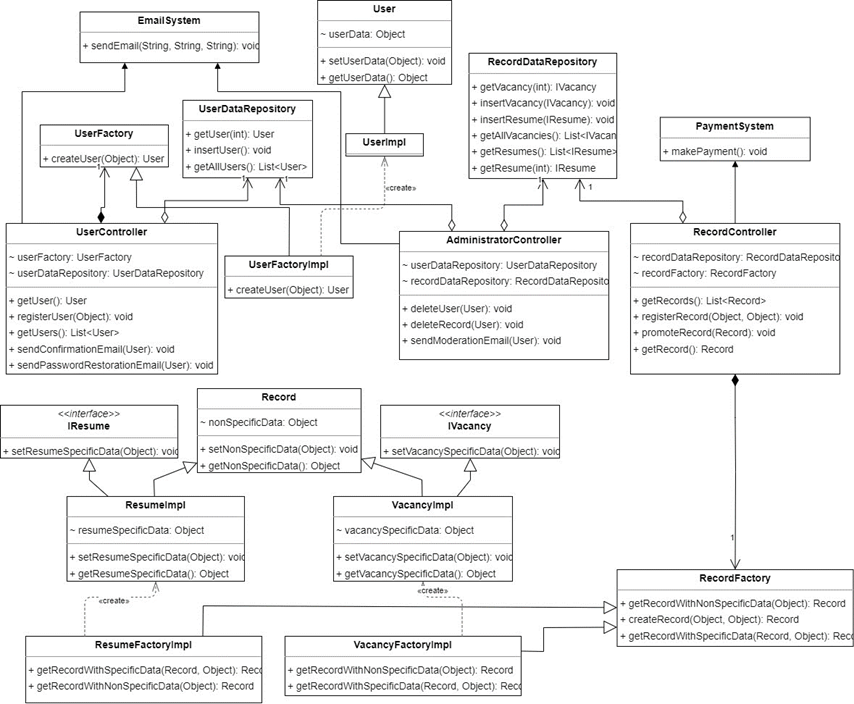 EmailSystem
+ sendEmail(String, String, String): void
User
~ userData: Object
+ setUserData(Object): void
+ getUserData(): Object
RecordDataRepository
+ getVacancy(int): IVacancy
+ insertVacancy(IVacancy): void
+ insertResume(IResume): void
+ getAllVacancies(): List<IVacan
+ getResumes(): List<IResume>
+ getResume(int): IResume
UserDataRepository
+ getUser(int): User
+ insertUser(): void
+ getAllUsers(): List<User>
UserFactory
+ createUser(Object): User
UserImpl
PaymentSystem
+ makePayment(): void
«create»
1
1
1
1
1
UserController
~ userFactory: UserFactory
~ userDataRepository: UserDataRepository
+ getUser(): User
+ registerUser(Object): void
+ getUsers(): List<User>
+ sendConfirmationEmail(User): void
+ sendPasswordRestorationEmail(User): void
UserFactoryImpl
+ createUser(Object): User
AdministratorController
~ userDataRepository: UserDataRepository
~ recordDataRepository: RecordDataRepositо
+ deleteUser(User): void
+ deleteRecord(User): void
+ sendModerationEmail(User): void
RecordController
~ recordDataRepository: RecordDataRepositо
~ recordFactory: RecordFactory
+ getRecords(): List<Record>
+ registerRecord(Object, Object): void
+ promoteRecord(Record): void
+ getRecord(): Record
Record
~ nonSpecificData: Object
+ setNonSpecificData(Object): void
+ getNonSpecificData(): Object
<<interface>>
IResume
+ setResumeSpecificData(Object): void
<<interface>>
IVacancy
+ setVacancySpecificData(Object): void
ResumeImpl
~ resumeSpecificData: Object
+ setResumeSpecificData(Object): void
+ getResumeSpecificData(): Object
VacancyImpl
~ vacancySpecificData: Object
+ setVacancySpecificData(Object): void
+ getVacancySpecificData(): Object
1
«create»
«create»
RecordFactory
+ getRecordWithNonSpecificData(Object): Record
+ createRecord(Object, Object): Record
+ getRecordWithSpecificData(Record, Object): Reco
ResumeFactoryImpl
+ getRecordWithSpecificData(Record, Object): Reco
+ getRecordWithNonSpecificData(Object): Record
VacancyFactoryImpl
+ getRecordWithNonSpecificData(Object): Record
+ getRecordWithSpecificData(Record, Object): Reco